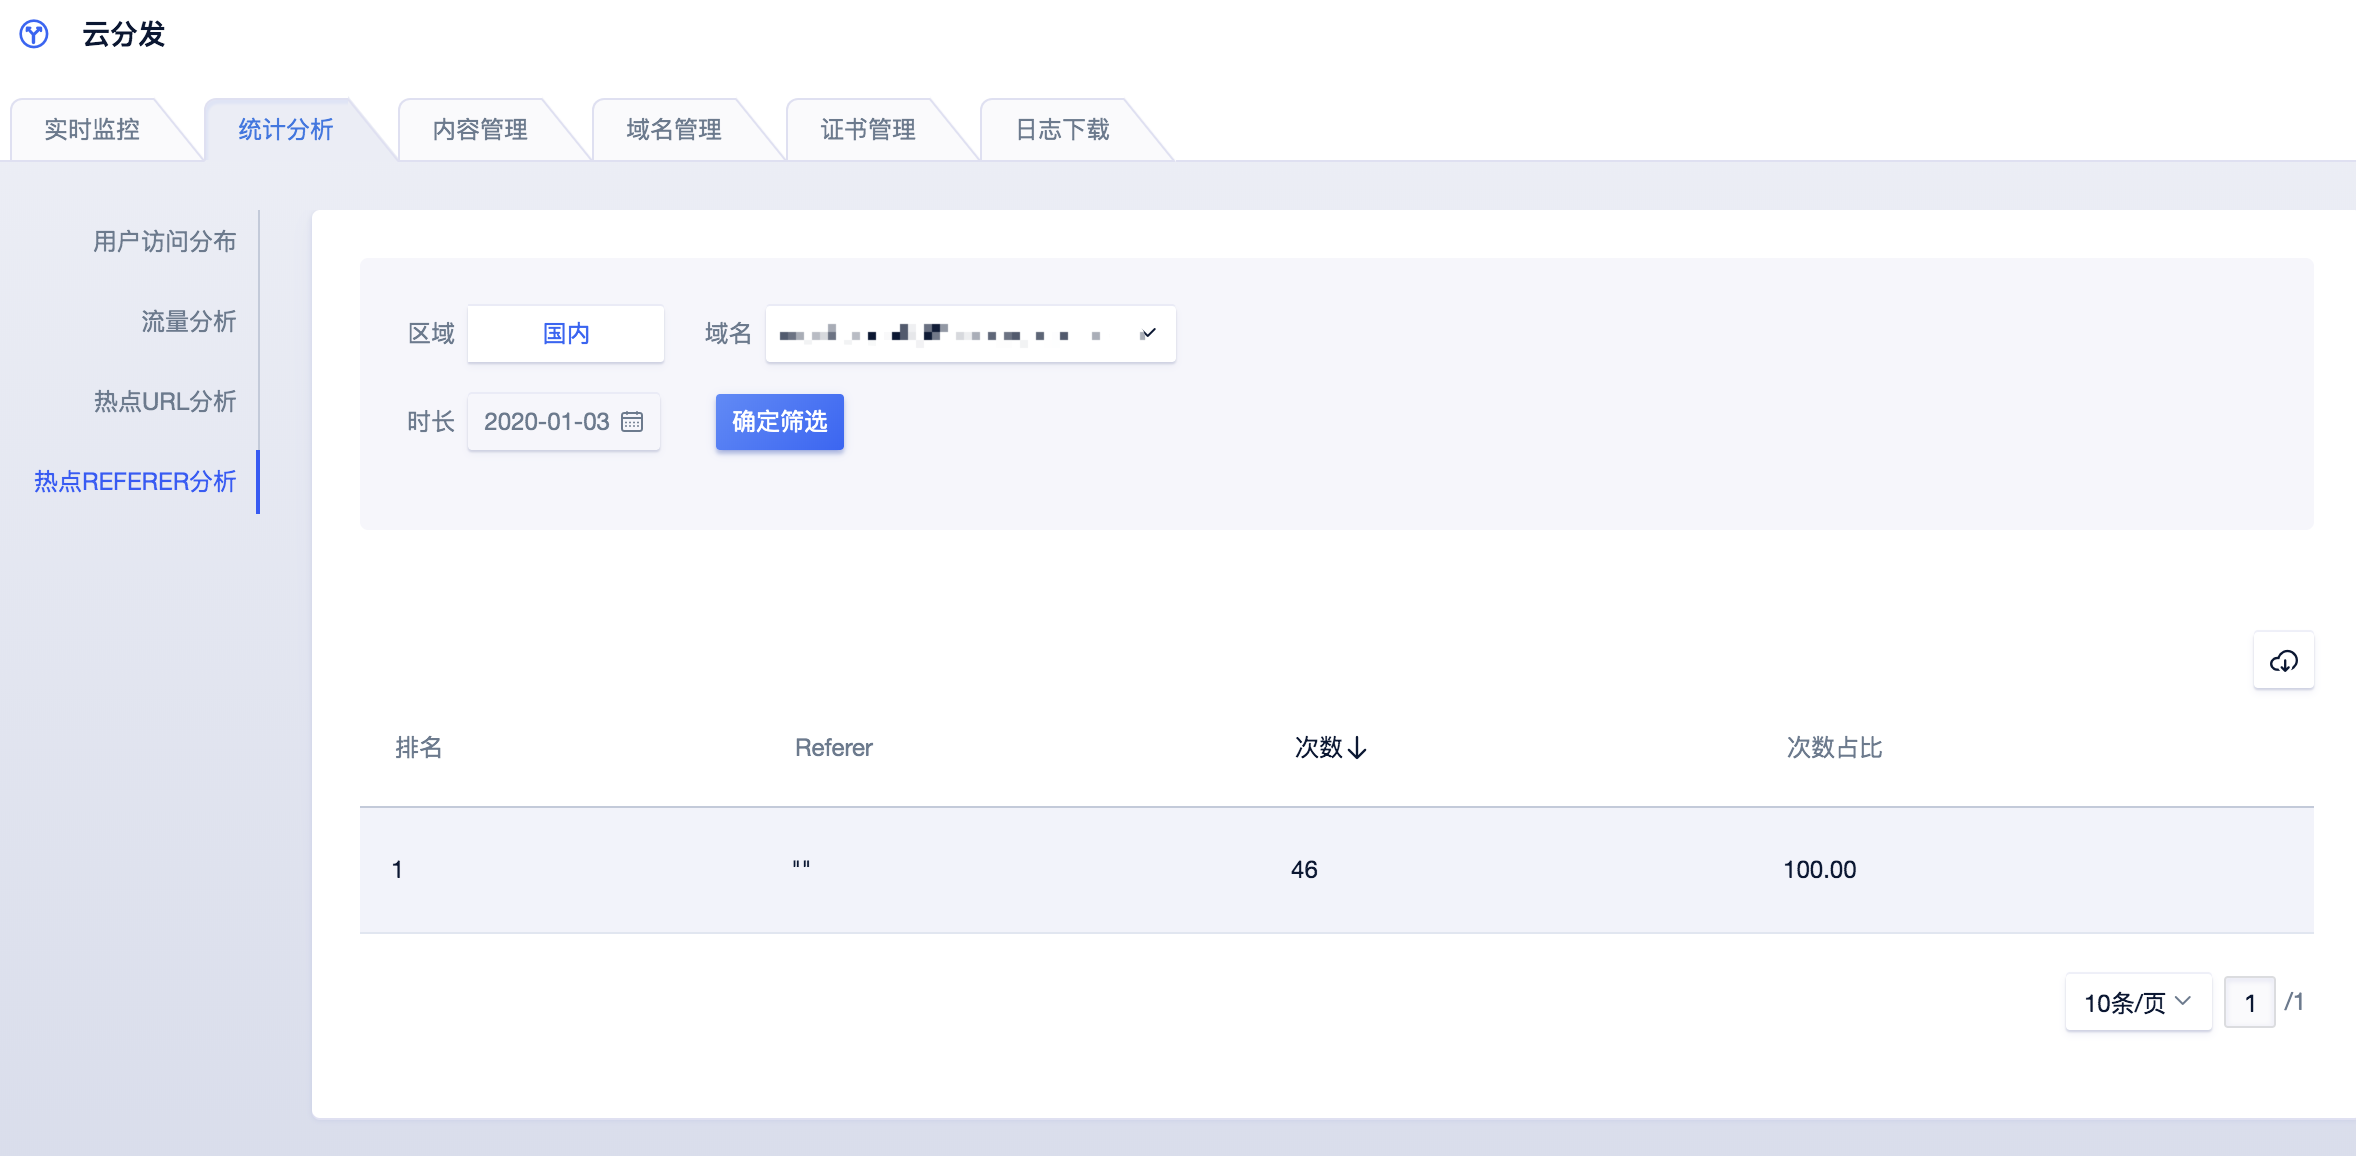 云分发
实时监控
统计分析
内容管理
域名管理
证书管理
日志下载
用户访问分布
流量分析
热点URL分析
热点REFERER分析
区域 国内 域名
时长 2020-01-03 确定筛选
排名 Referer 次数↓ 次数占比
1 "" 46 100.00
10条/页 1 /1